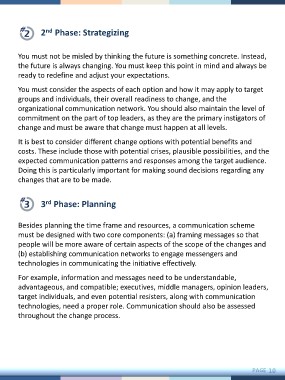 2 2nd Phase: Strategizing
You must not be misled by thinking the future is something concrete. Instead,
the future is always changing. You must keep this point in mind and always be
ready to redefine and adjust your expectations.
You must consider the aspects of each option and how it may apply to target
groups and individuals, their overall readiness to change, and the
organizational communication network. You should also maintain the level of
commitment on the part of top leaders, as they are the primary instigators of
change and must be aware that change must happen at all levels.
It is best to consider different change options with potential benefits and
costs. These include those with potential crises, plausible possibilities, and the
expected communication patterns and responses among the target audience.
Doing this is particularly important for making sound decisions regarding any
changes that are to be made.
3 3rd Phase: Planning
Besides planning the time frame and resources, a communication scheme
must be designed with two core components: (a) framing messages so that
people will be more aware of certain aspects of the scope of the changes and
(b) establishing communication networks to engage messengers and
technologies in communicating the initiative effectively.
For example, information and messages need to be understandable,
advantageous, and compatible; executives, middle managers, opinion leaders,
target individuals, and even potential resisters, along with communication
technologies, need a proper role. Communication should also be assessed
throughout the change process.
PAGE 18